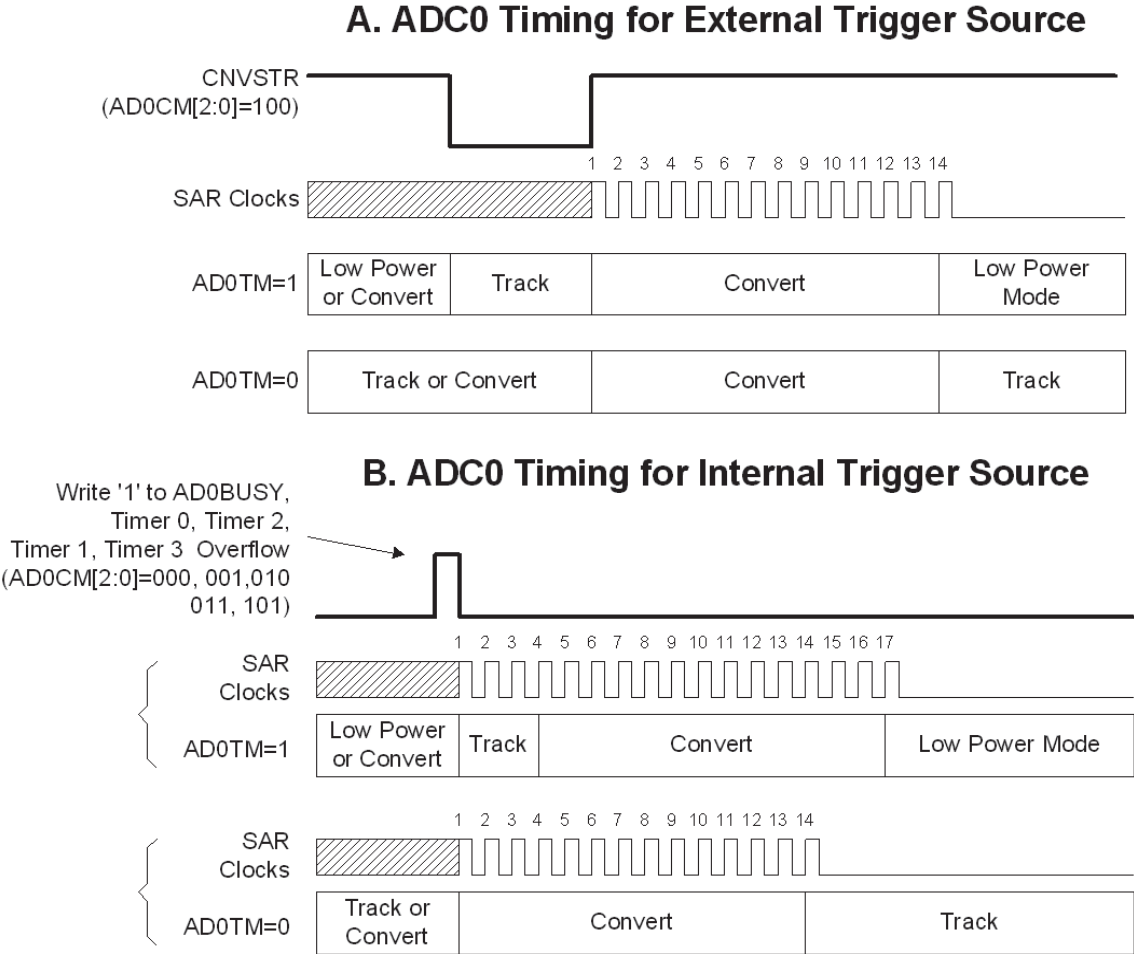 A. ADC0 Timing for External Trigger Source
CNVSTR
(AD0CM[2:0]=100)
1 2 3 4 5 6 7 8 9 10 11 12 13 14
SAR Clocks
AD0TM=1
Low Power
or Convert
Track
Convert
Low Power
Mode
AD0TM=0
Track or Convert
Convert
Track
B. ADC0 Timing for Internal Trigger Source
Write '1' to AD0BUSY,
Timer 0, Timer 2,
Timer 1, Timer 3 Overflow
(AD0CM[2:0]=000, 001,010
011, 101)
1 2 3 4 5 6 7 8 9 10 11 12 13 14 15 16 17
SAR
Clocks
AD0TM=1
Low Power
or Convert
Track
Convert
Low Power Mode
1 2 3 4 5 6 7 8 9 10 11 12 13 14
SAR
Clocks
AD0TM=0
Track or
Convert
Convert
Track